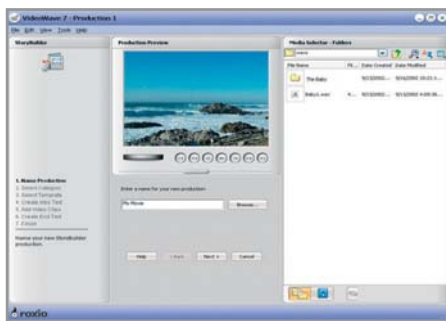 VideoWave 7 - Production 1
File Edit View Tools Help
StoryBuilder
Production Preview
Media Selector - Folders
File Name
Date Created
Date Modified
The Baby
1. Name Production
2. Select Category
3. Select Template
4. Create Intro Text
5. Add Video Clips
6. Create End Text
7. Finish
Name your new StoryBuilder
production.
Enter a name for your new production
My Movie
Browse...
Help
< Back
Next >
Cancel
roxio